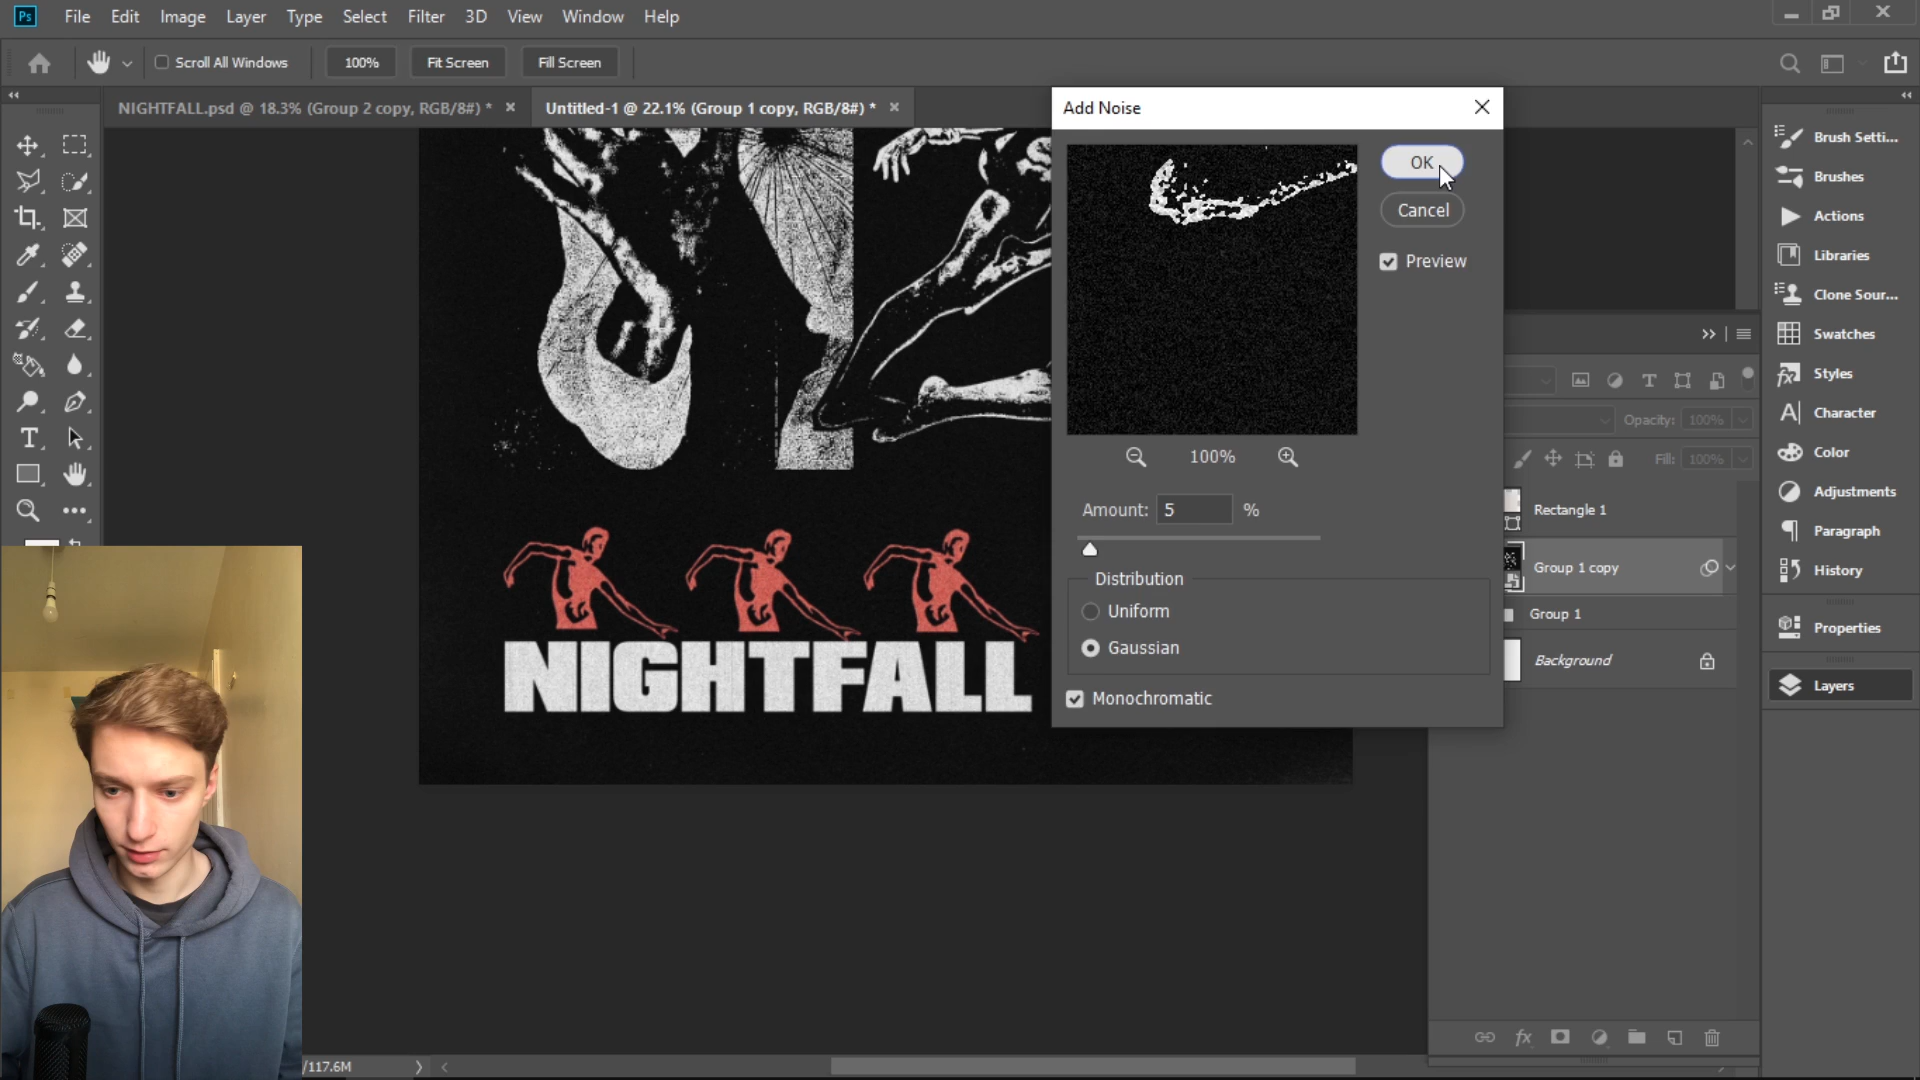 Ps File Edit Image Layer Type Select Filter 3D View Window Help
Scroll All Windows 100% Fit Screen Fill Screen
NIGHTFALL.psd @ 18.3% (Group 2 copy, RGB/8#) * Untitled-1 @ 22.1% (Group 1 copy, RGB/8#) *
Add Noise
OK
Cancel
Preview
100%
Amount: 5 %
Distribution
Uniform
Gaussian
Monochromatic
NIGHTFALL
Opacity: 100%
Fill: 100%
Rectangle 1
Group 1 copy
Group 1
Background
Brush Setti...
Brushes
Actions
Libraries
Clone Sour...
Swatches
Styles
Character
Color
Adjustments
Paragraph
History
Properties
Layers
/117.6M